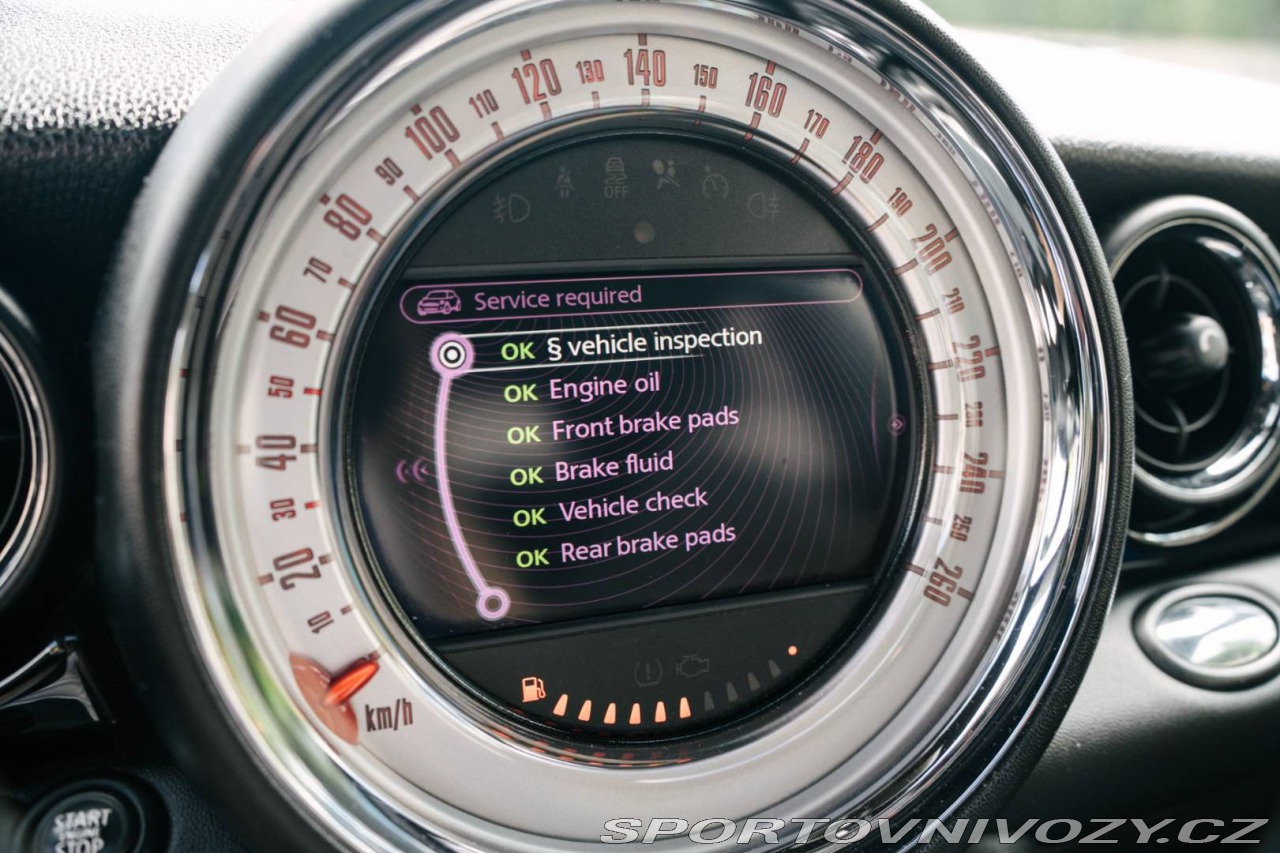 10
20
30
40
50
60
70
80
90
100
110
120
130
140
150
160
170
180
190
200
210
220
240
250
260
km/h
OFF
Service required
OK § vehicle inspection
OK Engine oil
OK Front brake pads
OK Brake fluid
OK Vehicle check
OK Rear brake pads
START
ENGINE
STOP
SPORTOVNIVOZY.CZ